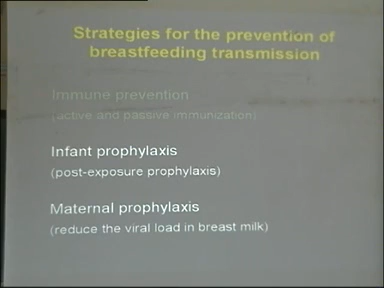 Strategies for the prevention of
breastfeeding transmission
Immune prevention
(active and passive immunization)
Infant prophylaxis
(post-exposure prophylaxis)
Maternal prophylaxis
(reduce the viral load in breast milk)